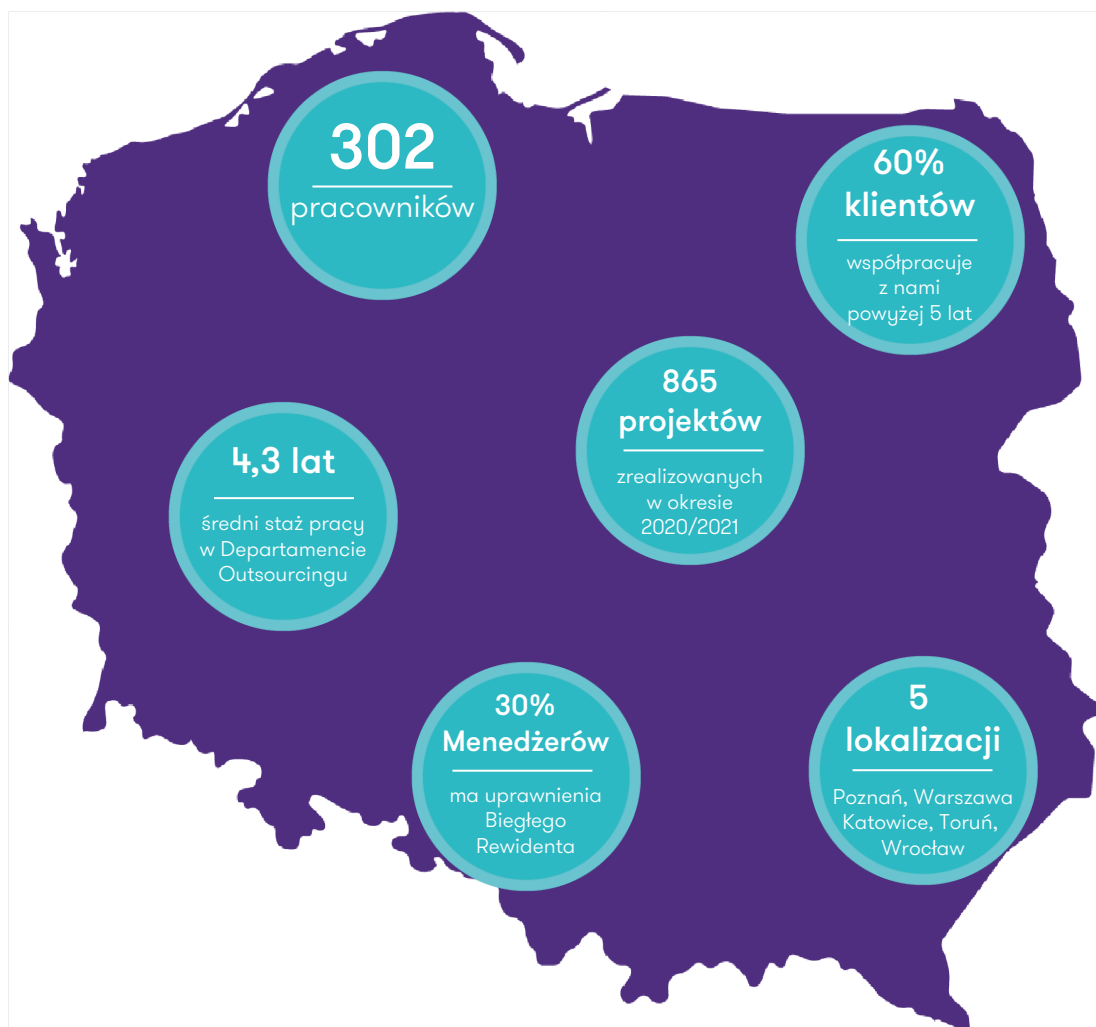 302
pracowników
60%
klientów
współpracuje
z nami
powyżej 5 lat
865
projektów
zrealizowanych
w okresie
2020/2021
4,3 lat
średni staż pracy
w Departamencie
Outsourcingu
30%
Menedżerów
ma uprawnienia
Biegłego
Rewidenta
5
lokalizacji
Poznań, Warszawa
Katowice, Toruń,
Wrocław